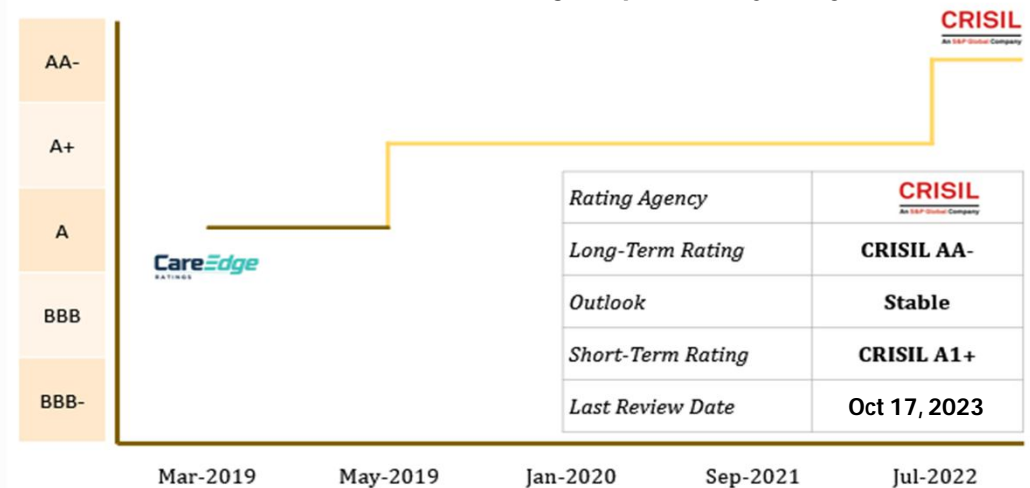 CRISIL
An S&P Global Company
AA-
A+
A
BBB
BBB-
CareEdge
RATINGS
Rating Agency
CRISIL
An S&P Global Company
Long-Term Rating
CRISIL AA-
Outlook
Stable
Short-Term Rating
CRISIL A1+
Last Review Date
Oct 17, 2023
Mar-2019
May-2019
Jan-2020
Sep-2021
Jul-2022